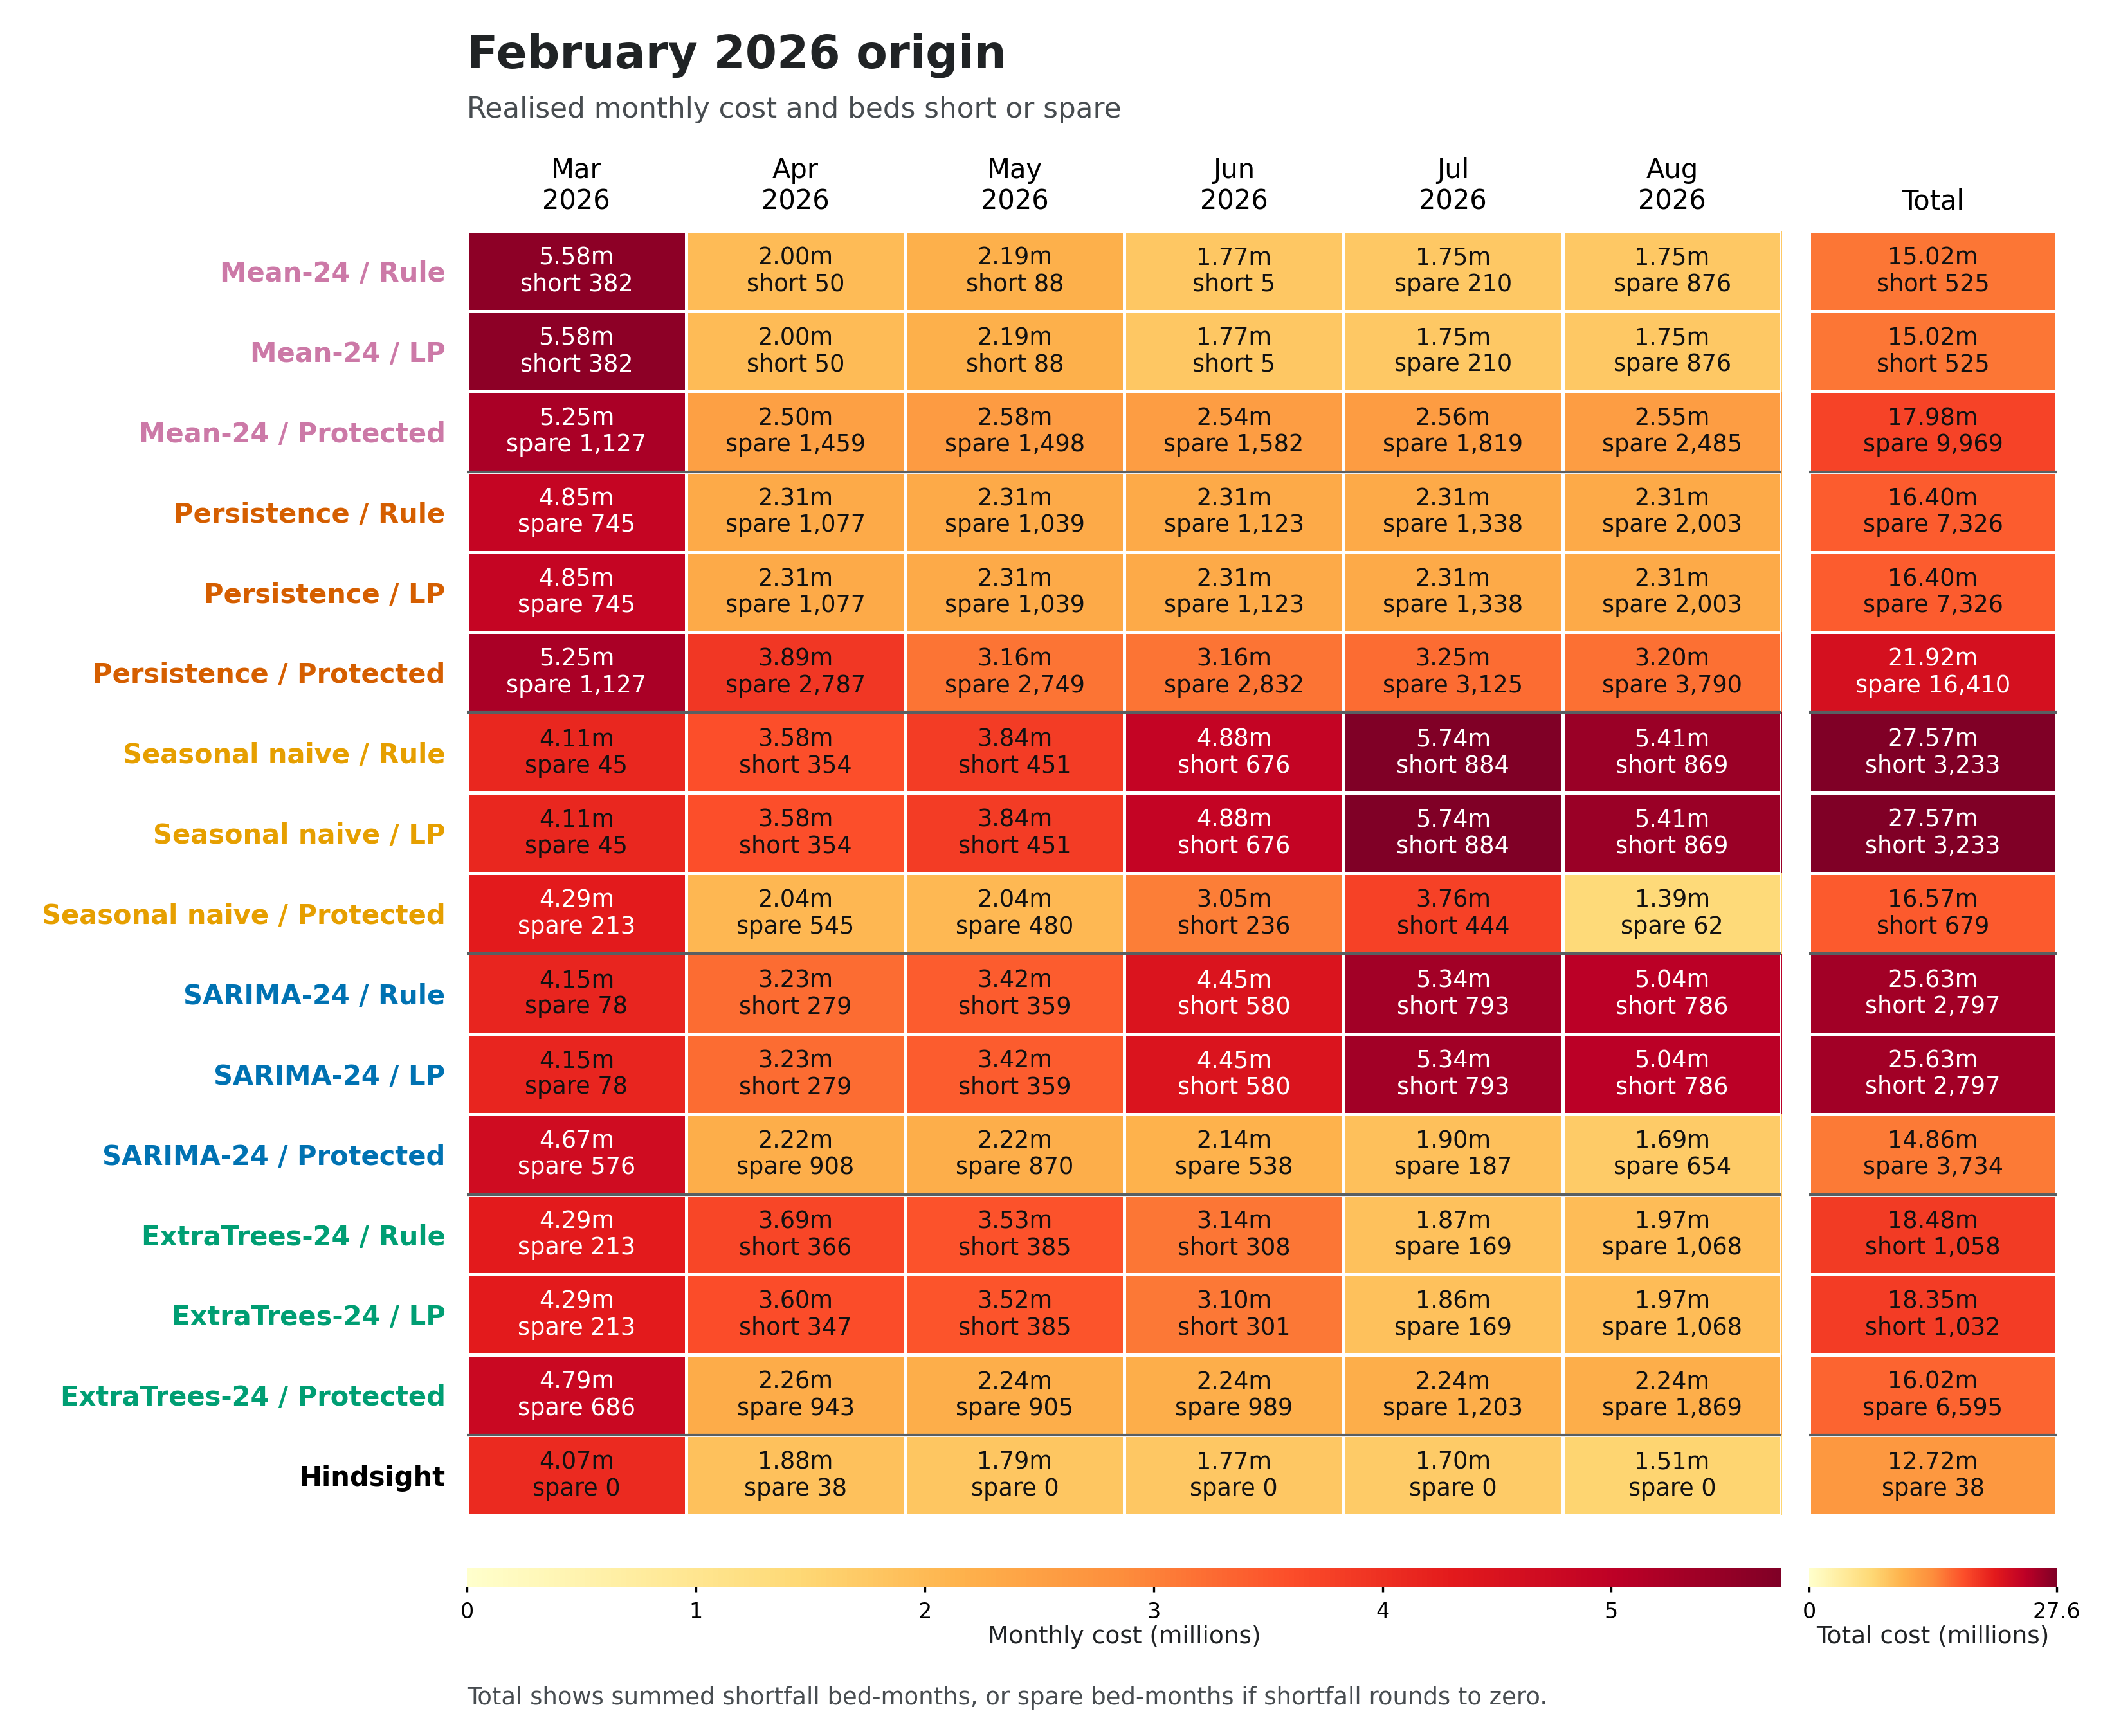 February 2026 origin
Realised monthly cost and beds short or spare
Mar Apr May Jun Jul Aug
2026 2026 2026 2026 2026 2026 Total
5.58m 2.00m 2.19m 1.77m 1.75m 1.75m 15.02m
Mean-24 / Rule
short 382 short 50 short 88 short 5 spare 210 spare 876 short 525
5.58m 2.00m 2.19m 1.77m 1.75m 1.75m 15.02m
Mean-24 / LP
short 382 short 50 short 88 short 5 spare 210 spare 876 short 525
5.25m 2.50m 2.58m 2.54m 2.56m 2.55m 17.98m
Mean-24 / Protected
spare 1,127 spare 1,459 spare 1,498 spare 1,582 spare 1,819 spare 2,485 spare 9,969
4.85m 2.31m 2.31m 2.31m 2.31m 2.31m 16.40m
Persistence / Rule
spare 745 spare 1,077 spare 1,039 spare 1,123 spare 1,338 spare 2,003 spare 7,326
4.85m 2.31m 2.31m 2.31m 2.31m 2.31m 16.40m
Persistence / LP
spare 745 spare 1,077 spare 1,039 spare 1,123 spare 1,338 spare 2,003 spare 7,326
5.25m 3.89m 3.16m 3.16m 3.25m 3.20m 21.92m
Persistence / Protected
spare 1,127 spare 2,787 spare 2,749 spare 2,832 spare 3,125 spare 3,790 spare 16,410
4.11m 3.58m 3.84m 4.88m 5.74m 5.41m 27.57m
Seasonal naive / Rule
spare 45 short 354 short 451 short 676 short 884 short 869 short 3,233
4.11m 3.58m 3.84m 4.88m 5.74m 5.41m 27.57m
Seasonal naive / LP
spare 45 short 354 short 451 short 676 short 884 short 869 short 3,233
4.29m 2.04m 2.04m 3.05m 3.76m 1.39m 16.57m
Seasonal naive / Protected
spare 213 spare 545 spare 480 short 236 short 444 spare 62 short 679
4.15m 3.23m 3.42m 4.45m 5.34m 5.04m 25.63m
SARIMA-24 / Rule
spare 78 short 279 short 359 short 580 short 793 short 786 short 2,797
4.15m 3.23m 3.42m 4.45m 5.34m 5.04m 25.63m
SARIMA-24 / LP
spare 78 short 279 short 359 short 580 short 793 short 786 short 2,797
4.67m 2.22m 2.22m 2.14m 1.90m 1.69m 14.86m
SARIMA-24 / Protected
spare 576 spare 908 spare 870 spare 538 spare 187 spare 654 spare 3,734
4.29m 3.69m 3.53m 3.14m 1.87m 1.97m 18.48m
ExtraTrees-24 / Rule
spare 213 short 366 short 385 short 308 spare 169 spare 1,068 short 1,058
4.29m 3.60m 3.52m 3.10m 1.86m 1.97m 18.35m
ExtraTrees-24 / LP
spare 213 short 347 short 385 short 301 spare 169 spare 1,068 short 1,032
4.79m 2.26m 2.24m 2.24m 2.24m 2.24m 16.02m
ExtraTrees-24 / Protected
spare 686 spare 943 spare 905 spare 989 spare 1,203 spare 1,869 spare 6,595
4.07m 1.88m 1.79m 1.77m 1.70m 1.51m 12.72m
Hindsight
spare 0 spare 38 spare 0 spare 0 spare 0 spare 0 spare 38
0 1 2 3 4 5 0 27.6
Monthly cost (millions) Total cost (millions)
Total shows summed shortfall bed-months, or spare bed-months if shortfall rounds to zero.